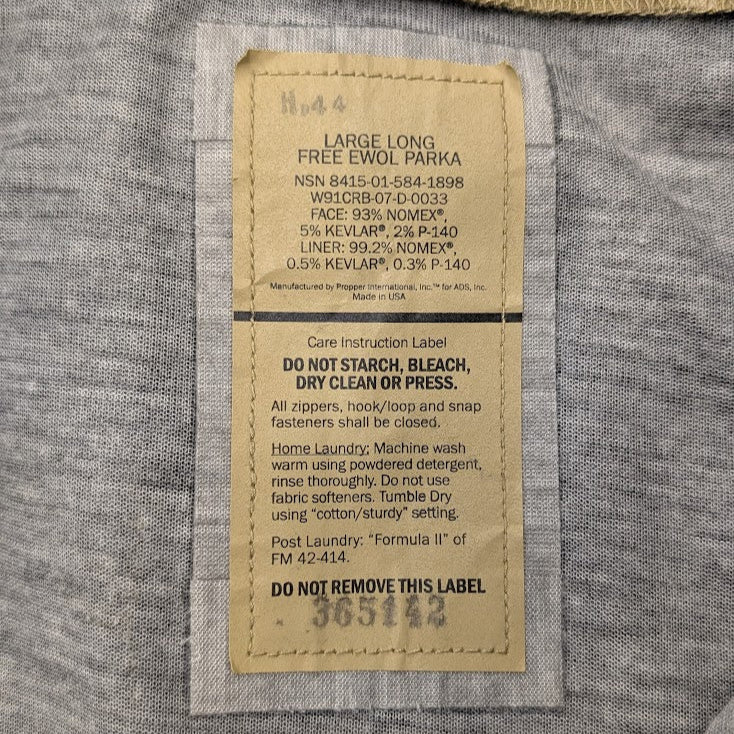 H044
LARGE LONG
FREE EWOL PARKA
NSN 8415-01-584-1898
W91CRB-07-D-0033
FACE: 93% NOMEX®,
5% KEVLAR®, 2% P-140
LINER: 99.2% NOMEX®,
0.5% KEVLAR®, 0.3% P-140
Manufactured by Propper International, Inc.™ for ADS, Inc.
Made in USA
Care Instruction Label
DO NOT STARCH, BLEACH,
DRY CLEAN OR PRESS.
All zippers, hook/loop and snap
fasteners shall be closed.
Home Laundry: Machine wash
warm using powdered detergent,
rinse thoroughly. Do not use
fabric softeners. Tumble Dry
using "cotton/sturdy" setting.
Post Laundry: "Formula II" of
FM 42-414.
DO NOT REMOVE THIS LABEL
365142